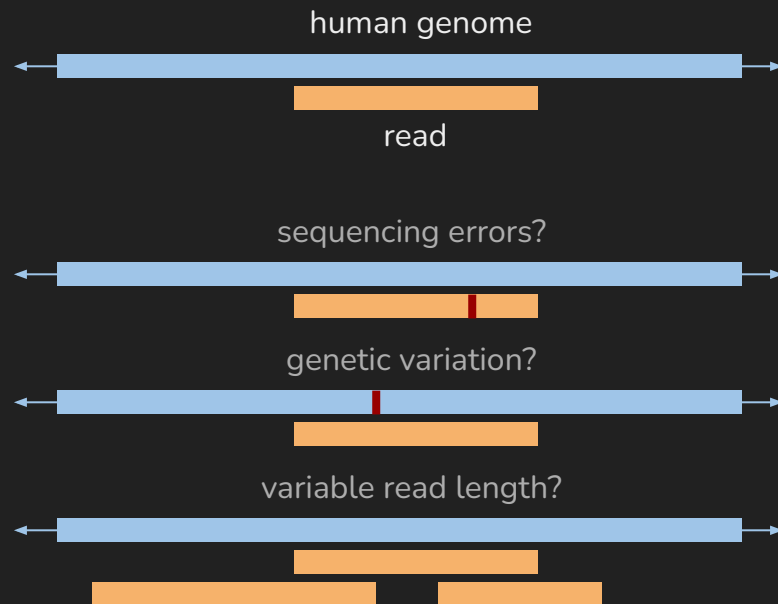 human genome
read
sequencing errors?
genetic variation?
variable read length?